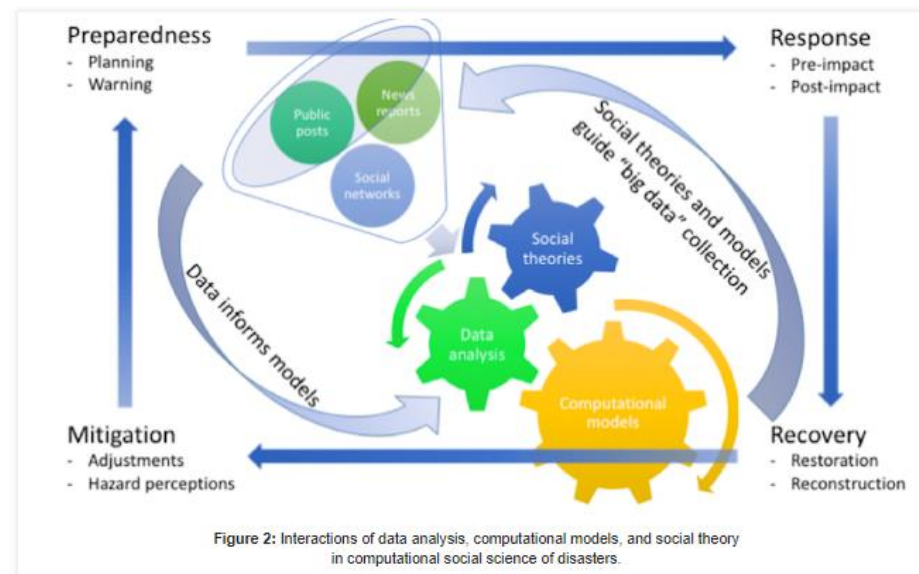 Preparedness
- Planning
- Warning
Response
- Pre-impact
- Post-impact
News
reports
Public
posts
Social
networks
Social theories and models
guide “big data” collection
Social
theories
Data informs models
Data
analysis
Computational
models
Mitigation
- Adjustments
- Hazard perceptions
Recovery
- Restoration
- Reconstruction
Figure 2: Interactions of data analysis, computational models, and social theory
in computational social science of disasters.